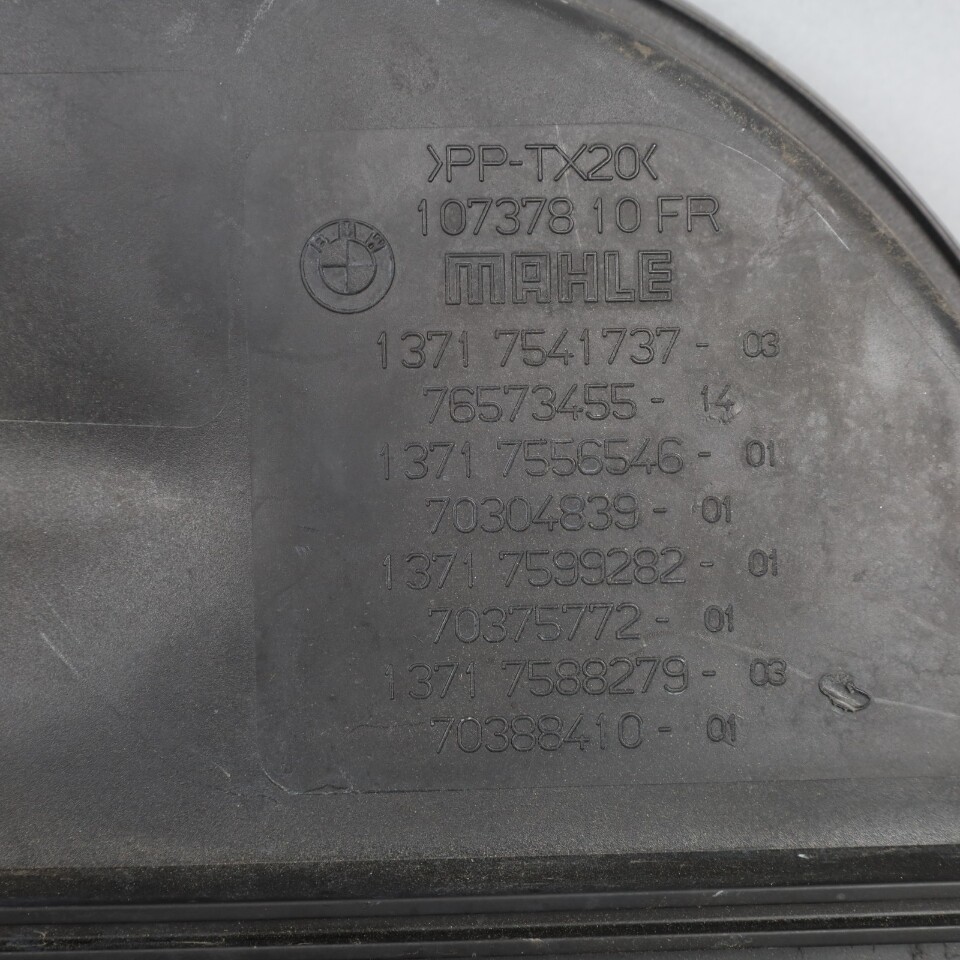 >PP-TX20<
107378 10 FR
BMW
MAHLE
1371 7541737 - 03
76573455 - 14
1371 7556546 - 01
70304839 - 01
1371 7599282 - 01
70375772 - 01
1371 7588279 - 03
70388410 - 01